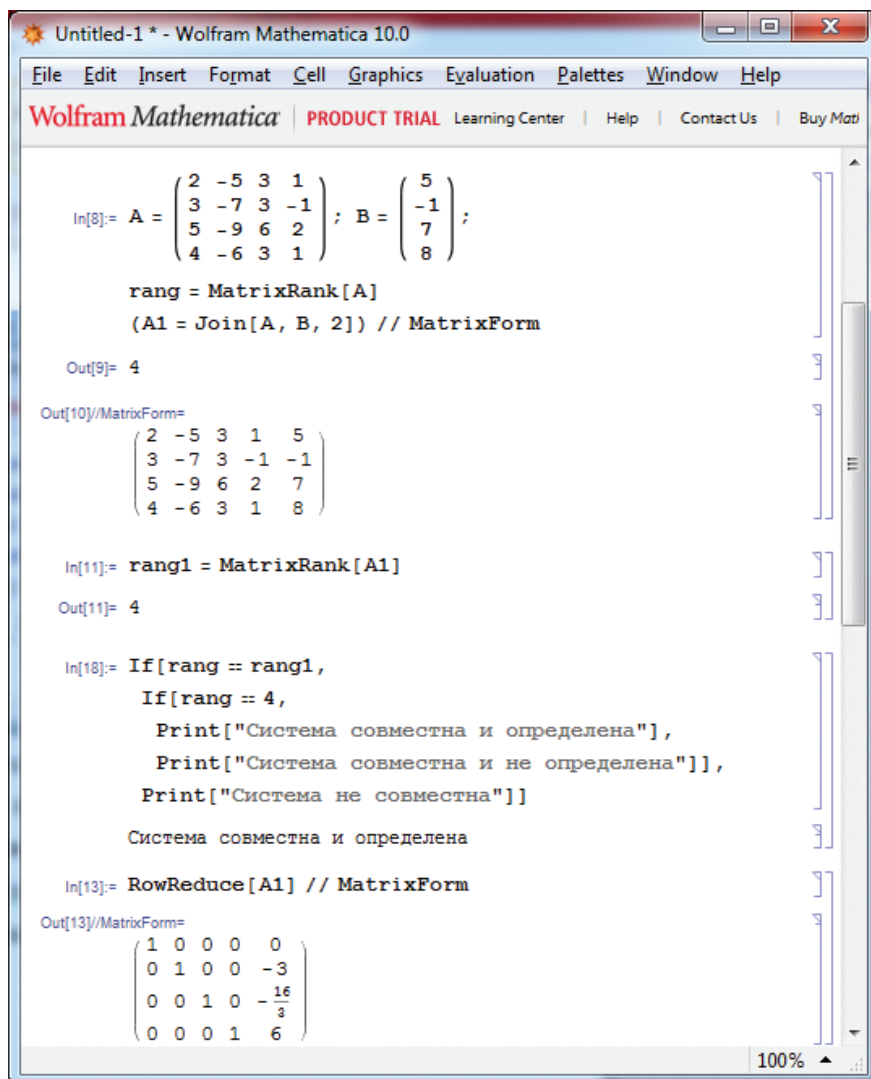 Untitled-1 * - Wolfram Mathematica 10.0
File Edit Insert Format Cell Graphics Evaluation Palettes Window Help
Wolfram Mathematica PRODUCT TRIAL Learning Center | Help | Contact Us | Buy Mat
In[8]:= A = ( 2 -5 3 1
3 -7 3 -1
5 -9 6 2
4 -6 3 1 ) ; B = ( 5
-1
7
8 ) ;
rang = MatrixRank[A]
(A1 = Join[A, B, 2]) // MatrixForm
Out[9]= 4
Out[10]//MatrixForm=
2 -5 3 1 5
3 -7 3 -1 -1
5 -9 6 2 7
4 -6 3 1 8
In[11]:= rang1 = MatrixRank[A1]
Out[11]= 4
In[18]:= If[rang == rang1,
If[rang == 4,
Print["Система совместна и определена"],
Print["Система совместна и не определена"]],
Print["Система не совместна"]]
Система совместна и определена
In[13]:= RowReduce[A1] // MatrixForm
Out[13]//MatrixForm=
1 0 0 0 0
0 1 0 0 -3
0 0 1 0 -16/3
0 0 0 1 6
100%